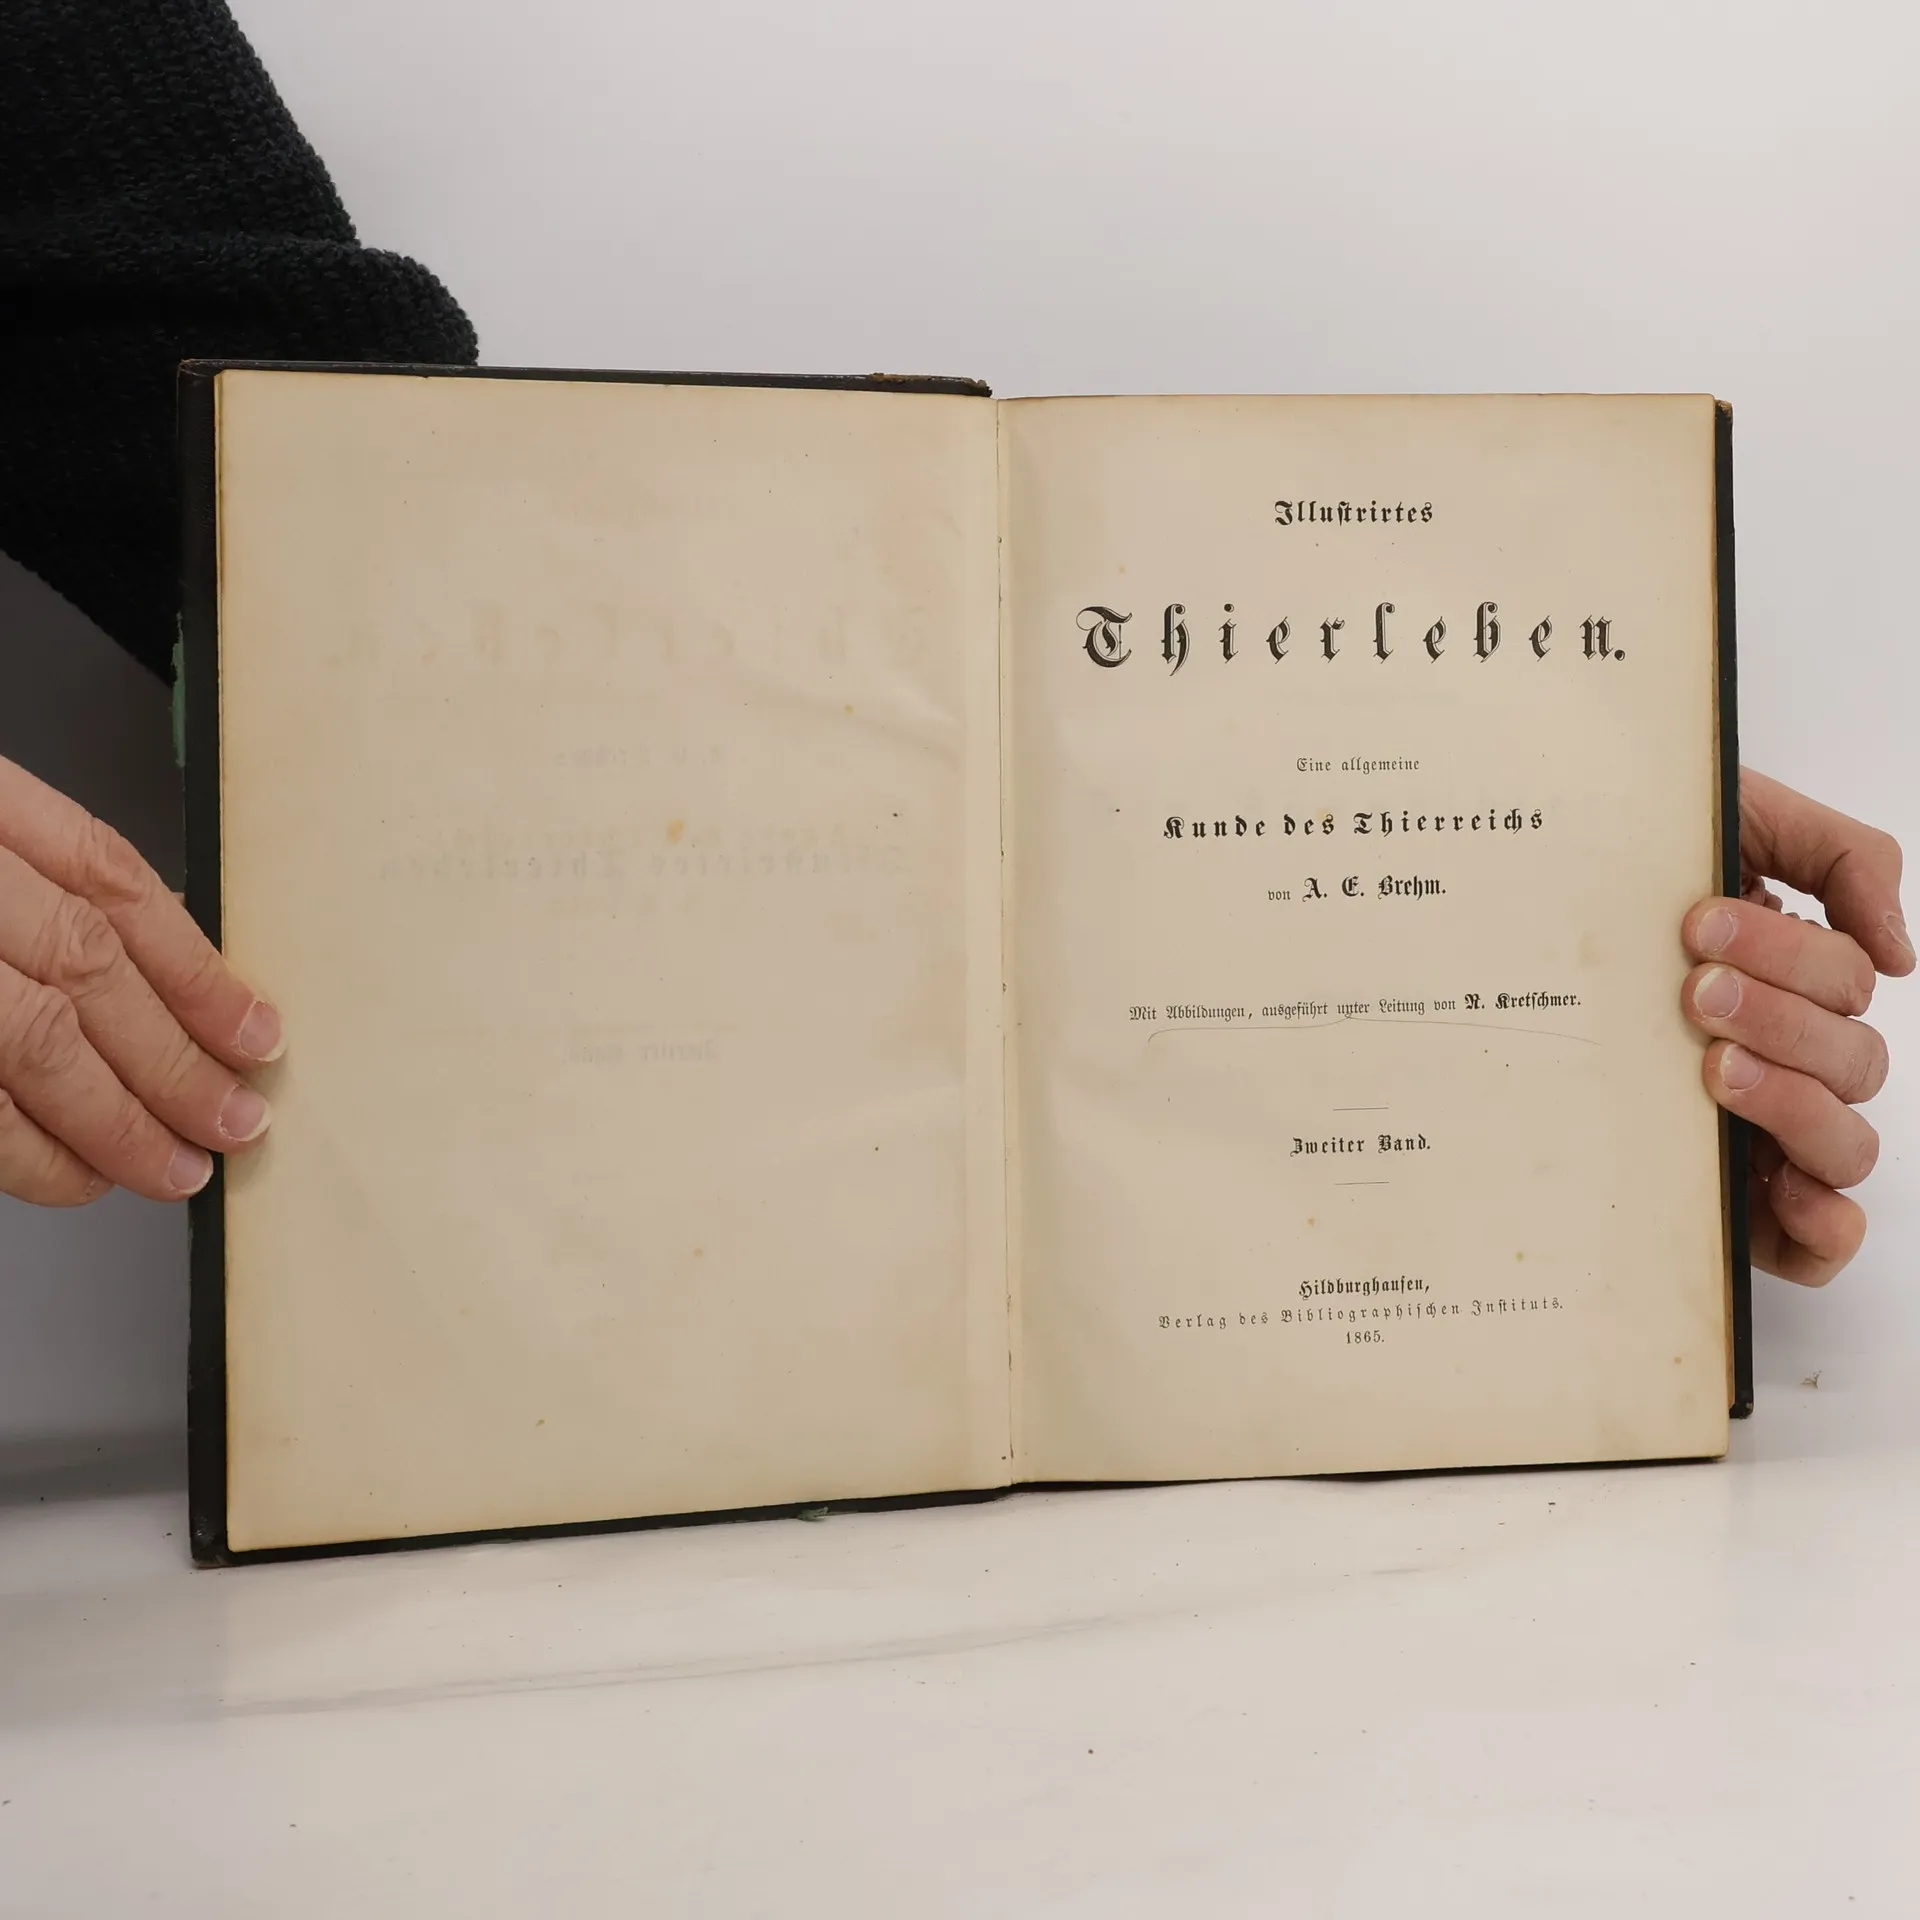 Illustrirtes
Thierleben.
Eine allgemeine
Kunde des Thierreichs
von A. E. Brehm.
Mit Abbildungen, ausgeführt unter Leitung von R. Kretschmer.
Zweiter Band.
Hildburghausen,
Verlag des Bibliographischen Instituts.
1865.